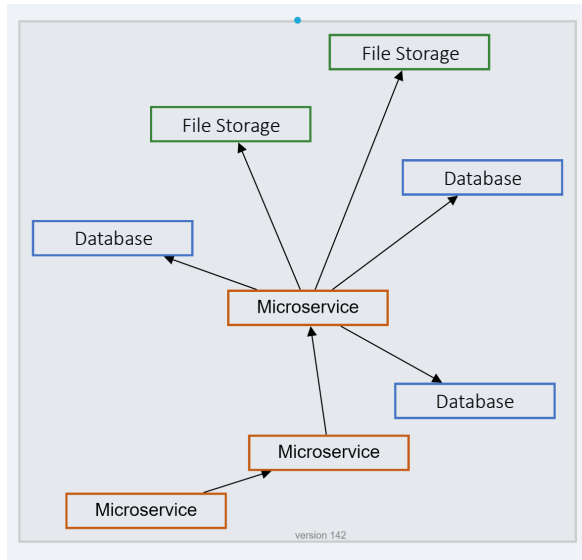 File Storage
File Storage
Database
Database
Microservice
Database
Microservice
Microservice
version 142